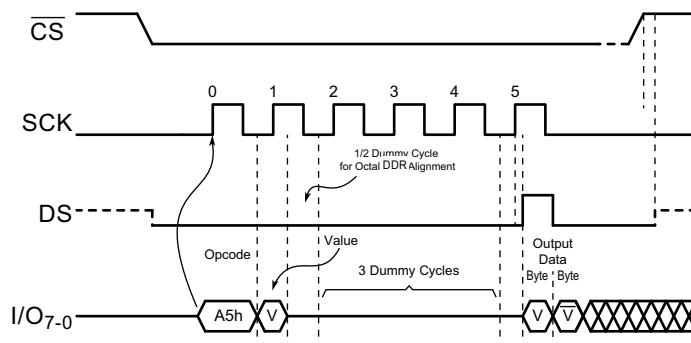 CS
0 1 2 3 4 5
SCK
1/2 Dummy Cycle
for Octal DDR Alignment
DS
Opcode
Value
Output
Data
3 Dummy Cycles
Byte Byte
I/O7-0
A5h V V V